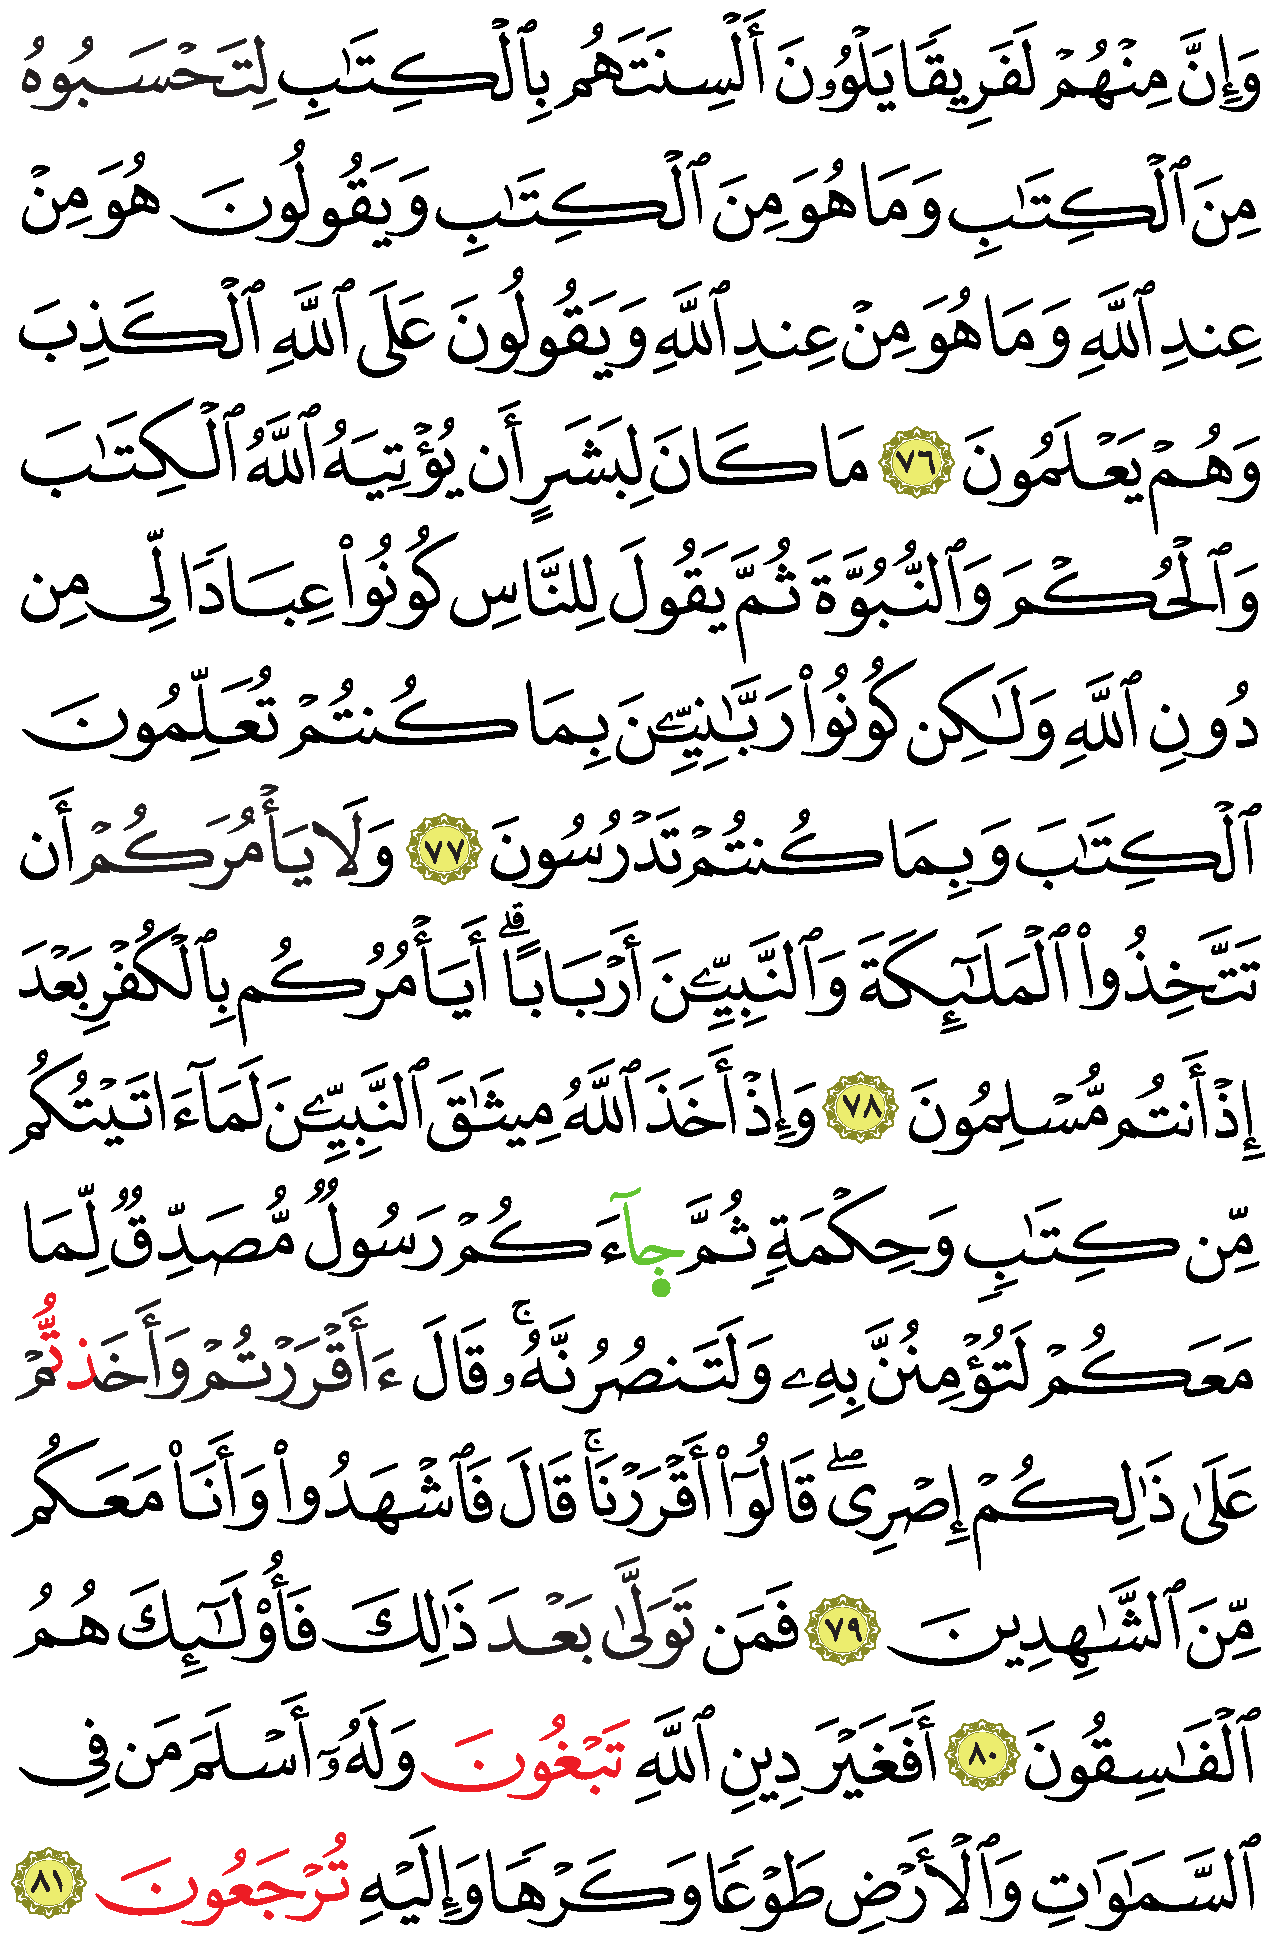 وَإِنَّ مِنۡهُمۡ لَفَرِيقٗا يَلۡوُۥنَ أَلۡسِنَتَهُم بِٱلۡكِتَٰبِ لِتَحۡسَبُوهُ
مِنَ ٱلۡكِتَٰبِ وَمَا هُوَ مِنَ ٱلۡكِتَٰبِ وَيَقُولُونَ هُوَ مِنۡ
عِندِ ٱللَّهِ وَمَا هُوَ مِنۡ عِندِ ٱللَّهِ وَيَقُولُونَ عَلَى ٱللَّهِ ٱلۡكَذِبَ
وَهُمۡ يَعۡلَمُونَ ٧٦ مَا كَانَ لِبَشَرٍ أَن يُؤۡتِيَهُ ٱللَّهُ ٱلۡكِتَٰبَ
وَٱلۡحُكۡمَ وَٱلنُّبُوَّةَ ثُمَّ يَقُولَ لِلنَّاسِ كُونُواْ عِبَادٗا لِّي مِن
دُونِ ٱللَّهِ وَلَٰكِن كُونُواْ رَبَّٰنِيِّـۧنَ بِمَا كُنتُمۡ تُعَلِّمُونَ
ٱلۡكِتَٰبَ وَبِمَا كُنتُمۡ تَدۡرُسُونَ ٧٧ وَلَا يَأۡمُرَكُمۡ أَن
تَتَّخِذُواْ ٱلۡمَلَٰٓئِكَةَ وَٱلنَّبِيِّـۧنَ أَرۡبَابًاۗ أَيَأۡمُرُكُم بِٱلۡكُفۡرِ بَعۡدَ
إِذۡ أَنتُم مُّسۡلِمُونَ ٧٨ وَإِذۡ أَخَذَ ٱللَّهُ مِيثَٰقَ ٱلنَّبِيِّـۧنَ لَمَآ ءَاتَيۡتُكُم
مِّن كِتَٰبٖ وَحِكۡمَةٖ ثُمَّ جَآءَكُمۡ رَسُولٞ مُّصَدِّقٞ لِّمَا
مَعَكُمۡ لَتُؤۡمِنُنَّ بِهِۦ وَلَتَنصُرُنَّهُۥۚ قَالَ ءَأَقۡرَرۡتُمۡ وَأَخَذتُّمۡ
عَلَىٰ ذَٰلِكُمۡ إِصۡرِيۖ قَالُوٓاْ أَقۡرَرۡنَاۚ قَالَ فَٱشۡهَدُواْ وَأَنَا۠ مَعَكُم
مِّنَ ٱلشَّٰهِدِينَ ٧٩ فَمَن تَوَلَّىٰ بَعۡدَ ذَٰلِكَ فَأُوْلَٰٓئِكَ هُمُ
ٱلۡفَٰسِقُونَ ٨٠ أَفَغَيۡرَ دِينِ ٱللَّهِ تَبۡغُونَ وَلَهُۥٓ أَسۡلَمَ مَن فِي
ٱلسَّمَٰوَٰتِ وَٱلۡأَرۡضِ طَوۡعٗا وَكَرۡهٗا وَإِلَيۡهِ تُرۡجَعُونَ ٨١